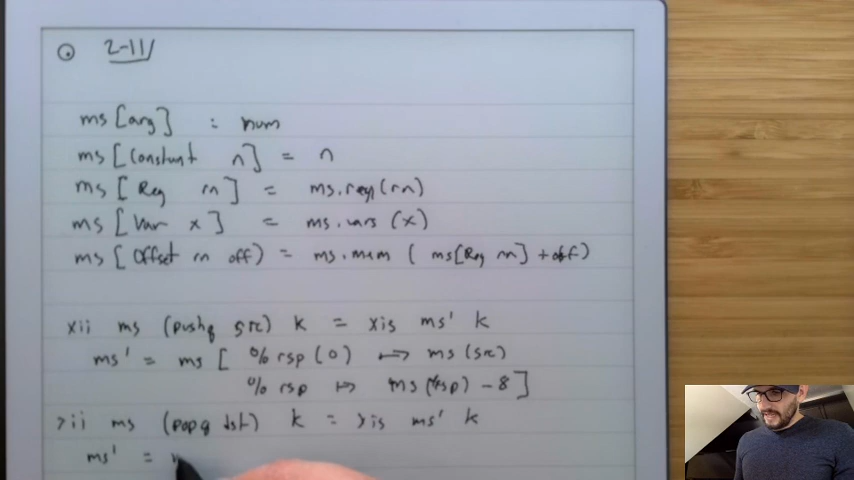 2-11/
ms [arg] : num
ms [Constant n] = n
ms [Reg rn] = ms.reg(rn)
ms [Var x] = ms.vars (x)
ms [Offset rn off) = ms.mem ( ms[Reg rn] + off)
xii ms (pushq src) k = xis ms' k
ms' = ms [ % rsp (0) ↦ ms (src)
% rsp ↦ ms (rsp) - 8]
xii ms (popq dst) k = xis ms' k
ms' =